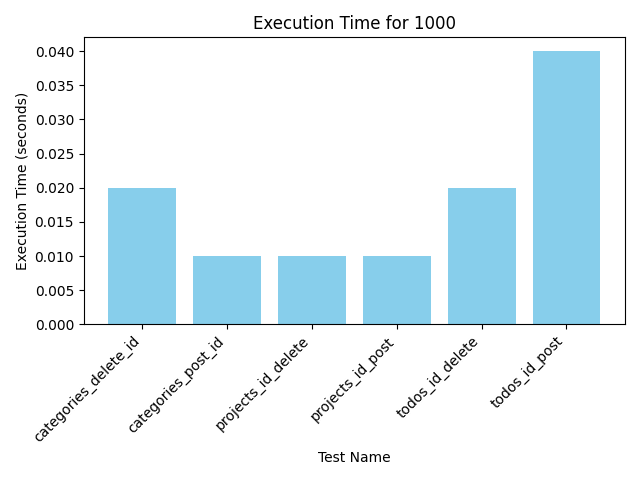 Execution Time for 1000
Execution Time (seconds)
0.040
0.035
0.030
0.025
0.020
0.015
0.010
0.005
0.000
categories_delete_id
categories_post_id
projects_id_delete
projects_id_post
todos_id_delete
todos_id_post
Test Name